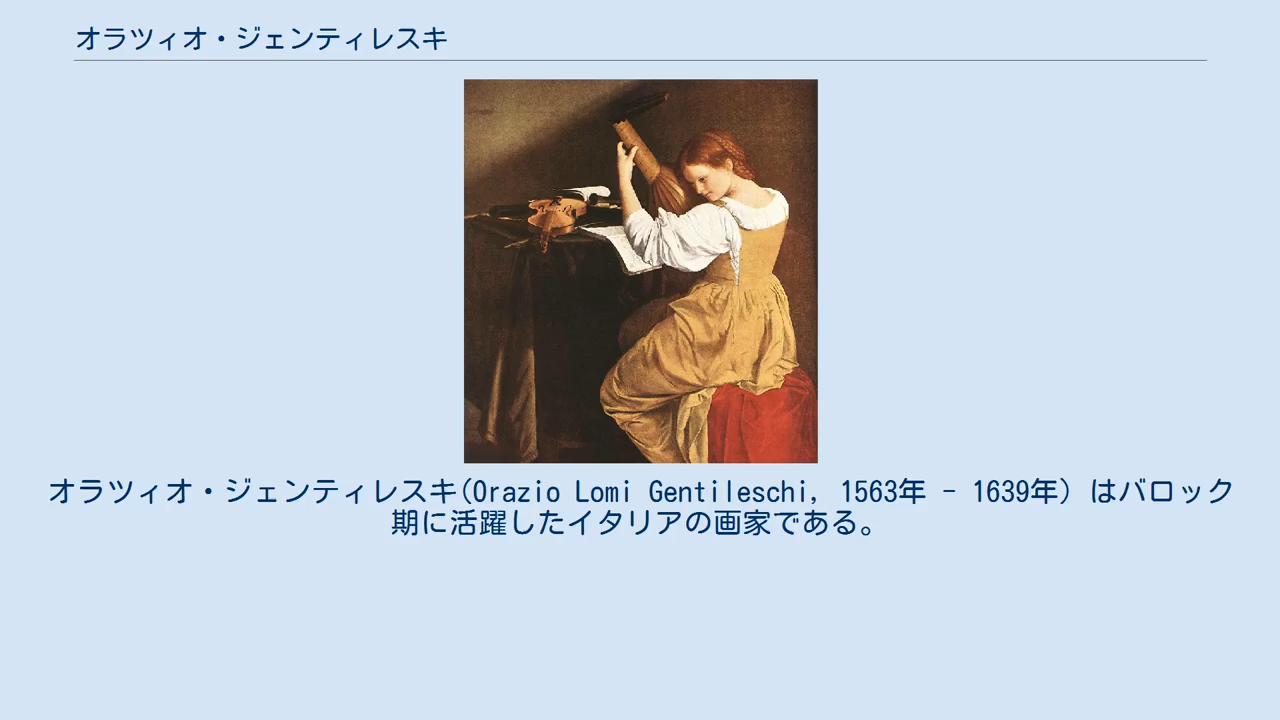 オラツィオ・ジェンティレスキ
オラツィオ・ジェンティレスキ(Orazio Lomi Gentileschi, 1563年 - 1639年) はバロック
期に活躍したイタリアの画家である。